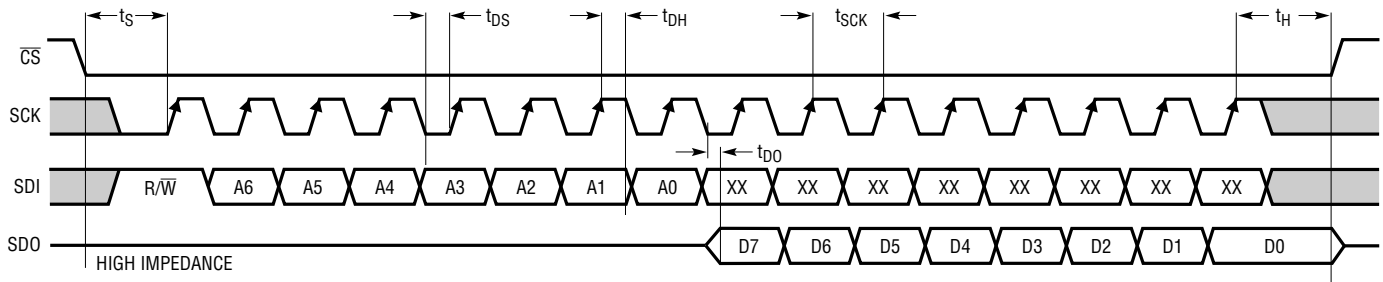 tS tDS tDH tSCK tH
CS
SCK
tDO
SDI R/W A6 A5 A4 A3 A2 A1 A0 XX XX XX XX XX XX XX XX
SDO D7 D6 D5 D4 D3 D2 D1 D0
HIGH IMPEDANCE